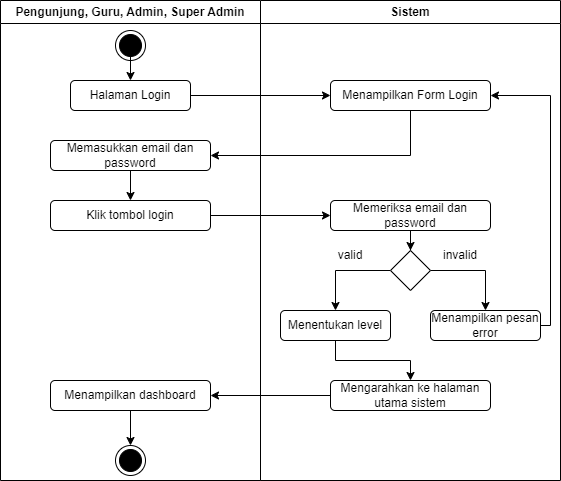 Pengunjung, Guru, Admin, Super Admin
Sistem
Halaman Login
Menampilkan Form Login
Memasukkan email dan
password
Klik tombol login
Memeriksa email dan
password
valid
invalid
Menentukan level
Menampilkan pesan
error
Menampilkan dashboard
Mengarahkan ke halaman
utama sistem